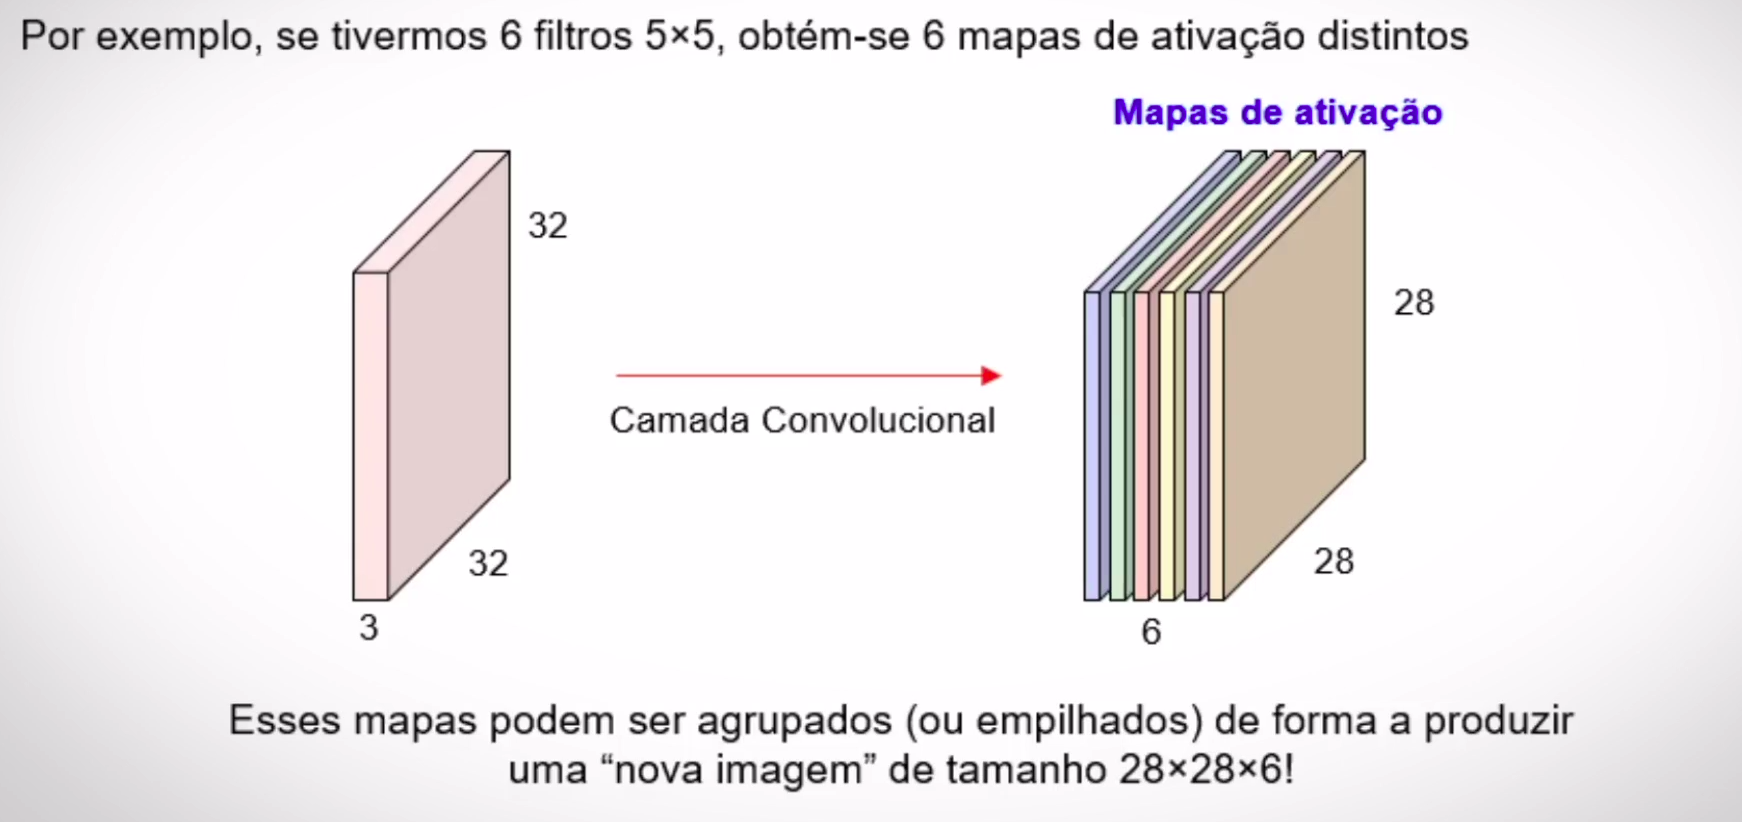 Por exemplo, se tivermos 6 filtros 5×5, obtém-se 6 mapas de ativação distintos
Mapas de ativação
32
28
Camada Convolucional
32
28
3
6
Esses mapas podem ser agrupados (ou empilhados) de forma a produzir
uma “nova imagem” de tamanho 28×28×6!